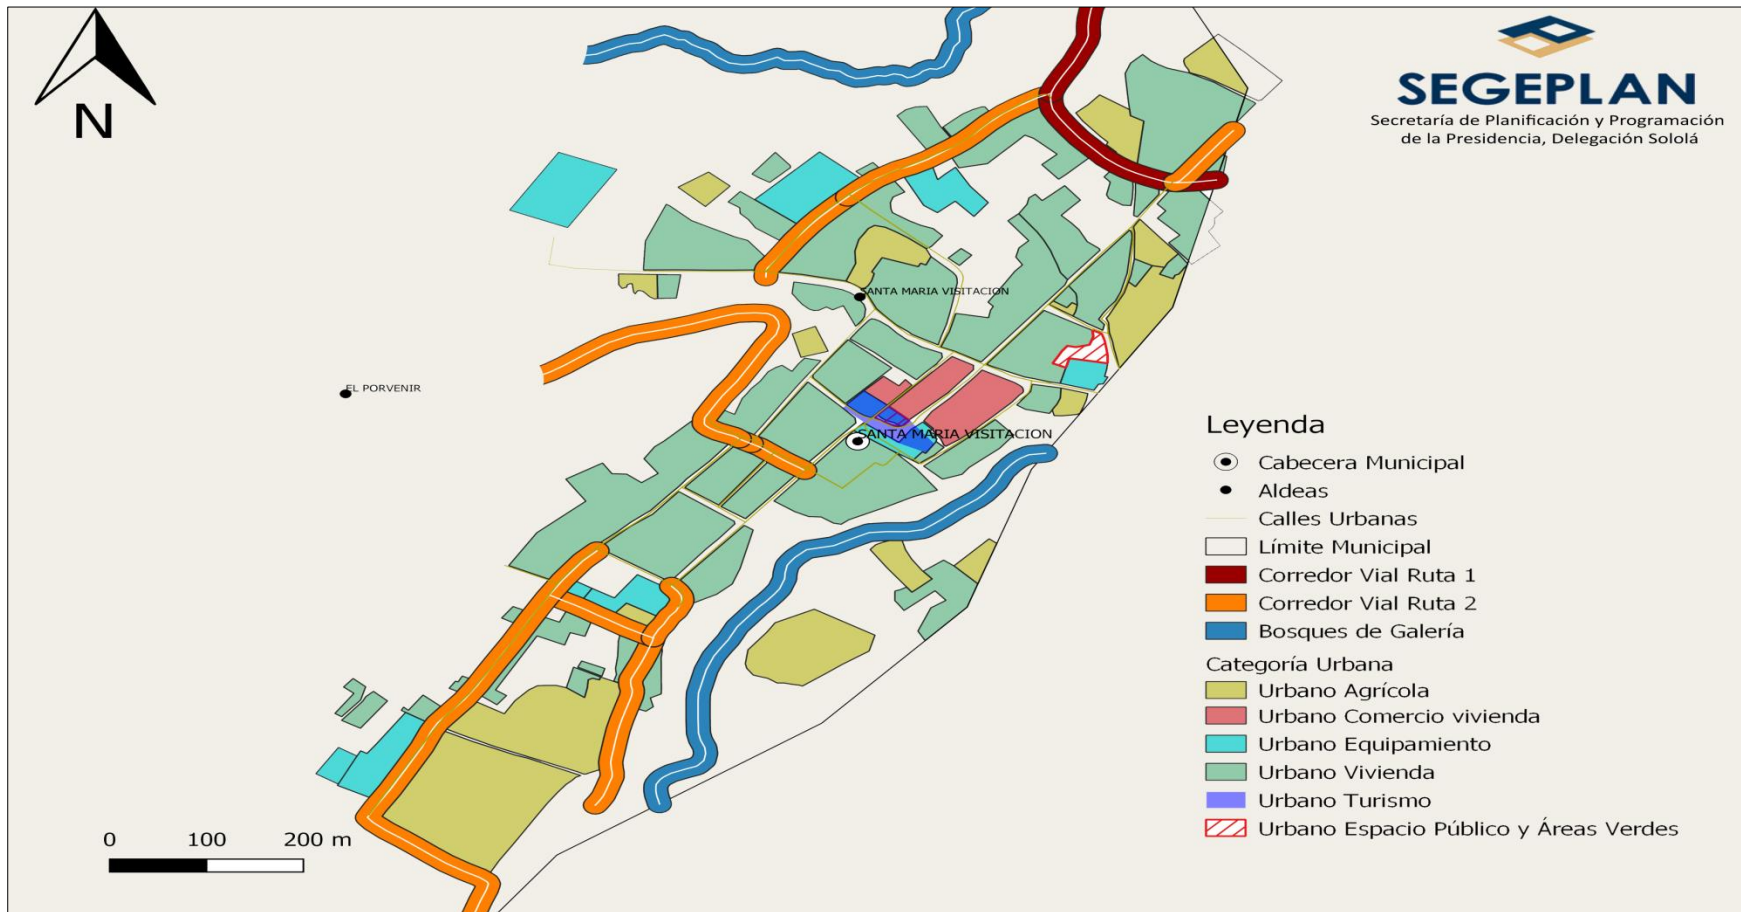 N
SEGEPLAN
Secretaría de Planificación y Programación
de la Presidencia, Delegación Sololá
SANTA MARIA VISITACION
EL PORVENIR
SANTA MARIA VISITACION
Leyenda
Cabecera Municipal
Aldeas
Calles Urbanas
Límite Municipal
Corredor Vial Ruta 1
Corredor Vial Ruta 2
Bosques de Galería
Categoría Urbana
Urbano Agrícola
Urbano Comercio vivienda
Urbano Equipamiento
Urbano Vivienda
Urbano Turismo
Urbano Espacio Público y Áreas Verdes
0 100 200 m